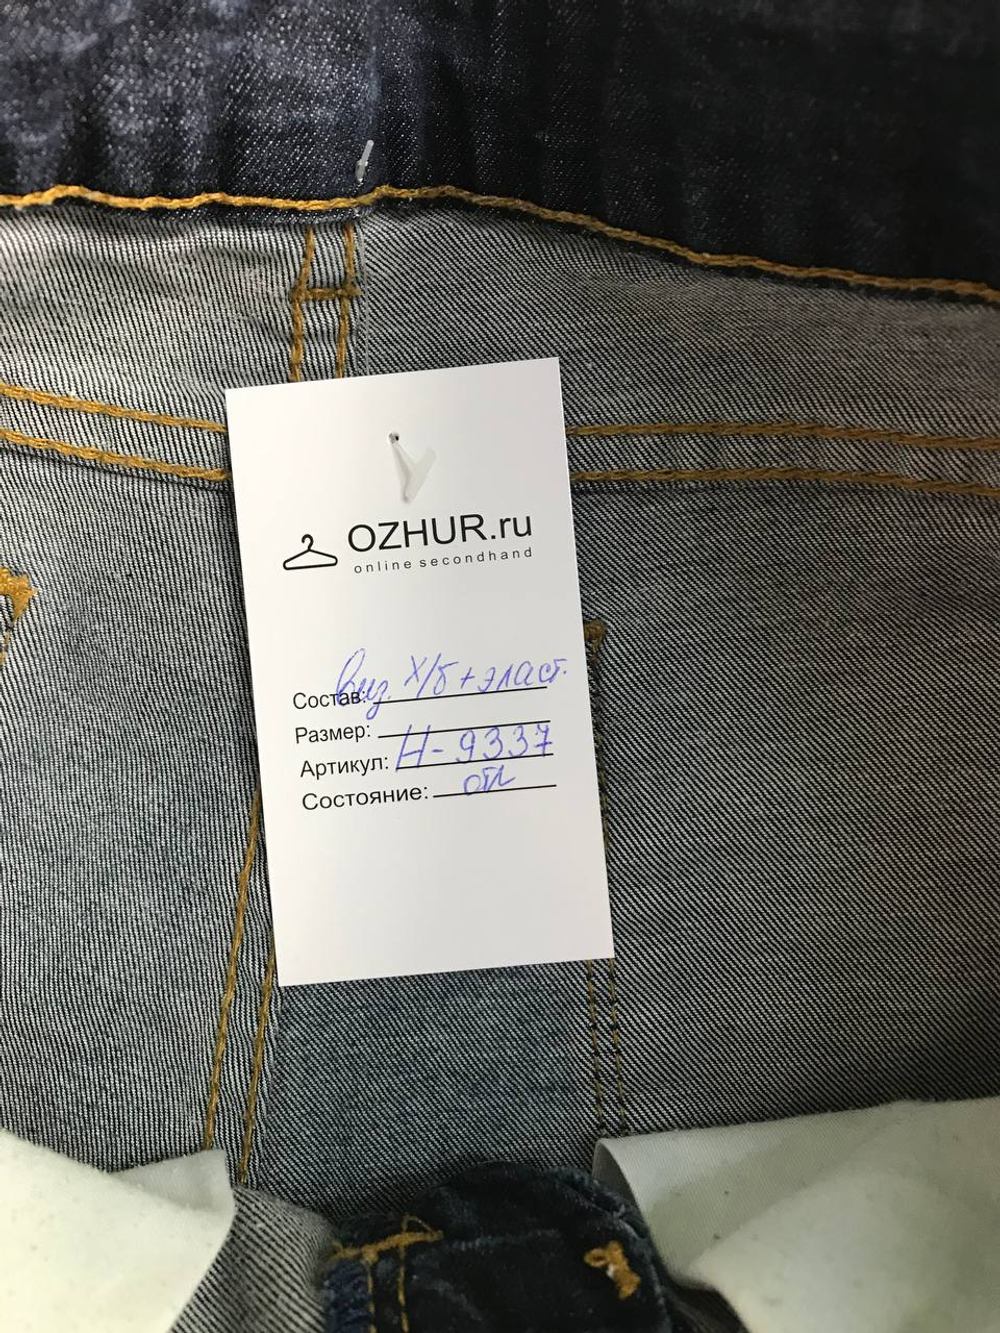 OZHUR.ru
online secondhand
Состав: виз. х/б + эласт.
Размер:
Артикул: Н-9337
Состояние: отл